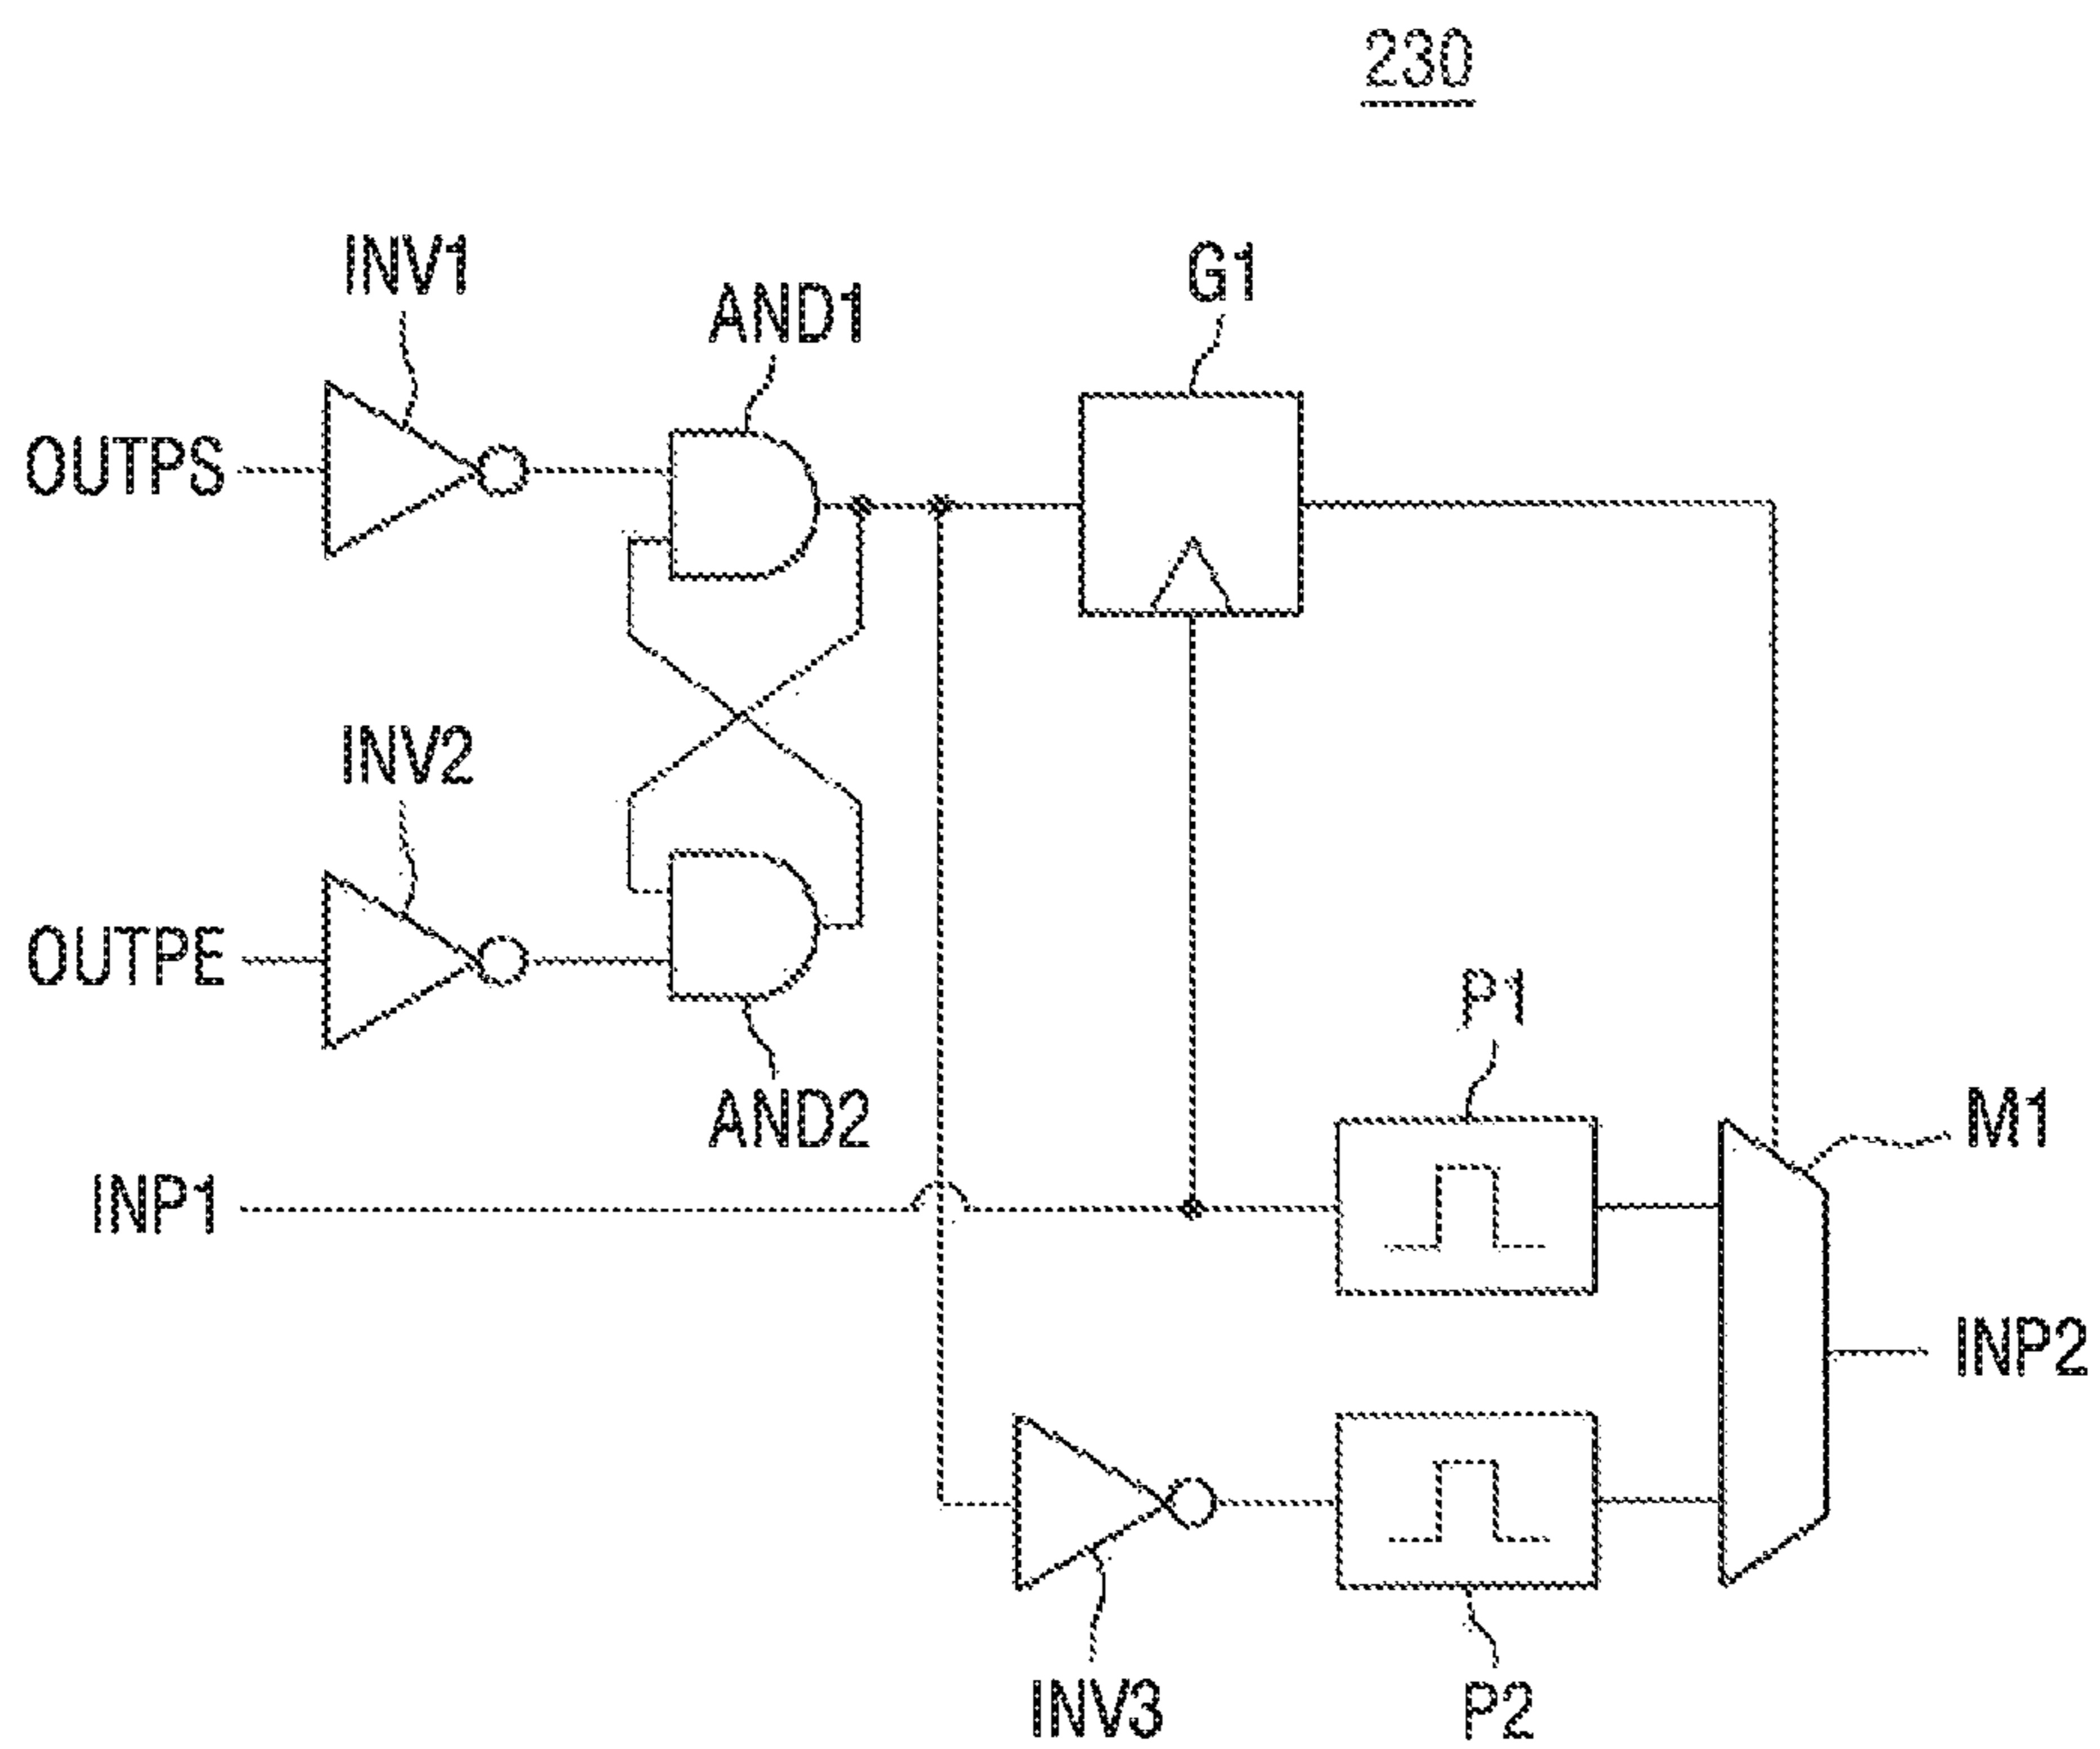 230
INV1
AND1
G1
OUTPS
INV2
OUTPE
AND2
P1
M1
INP1
INP2
INV3
P2